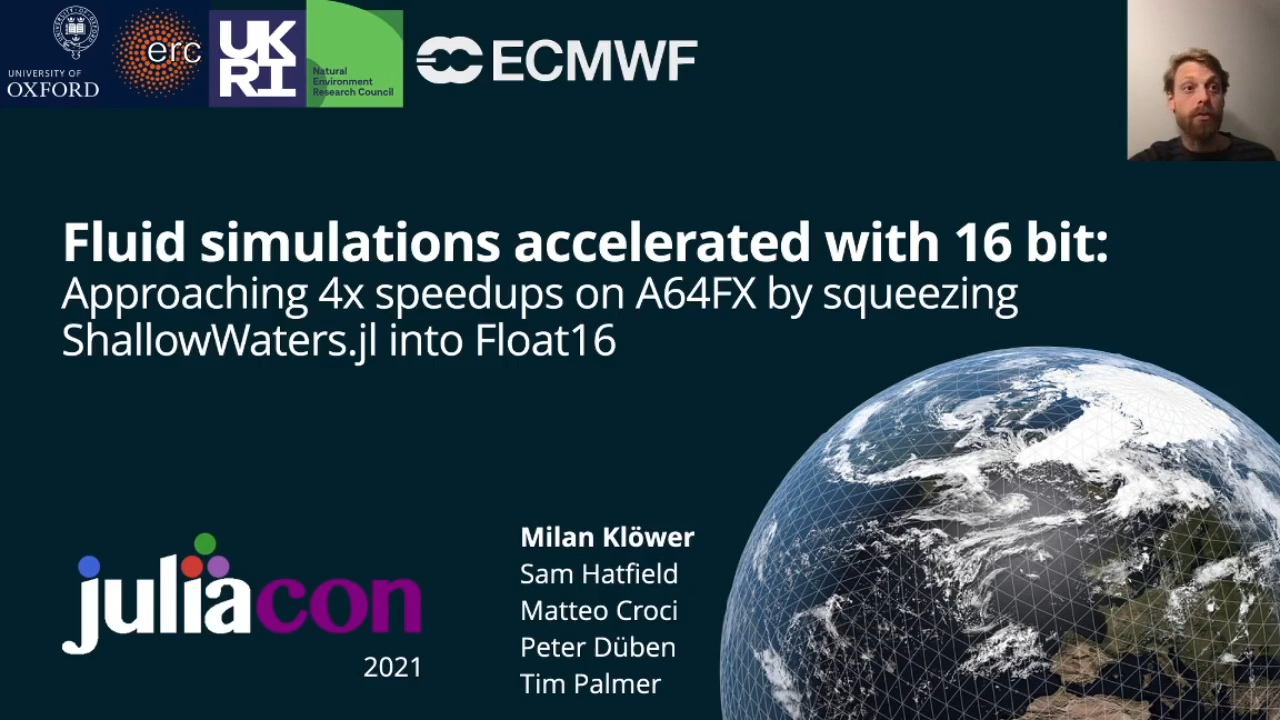 UNIVERSITY OF
OXFORD
erc
UK
RI
Natural
Environment
Research Council
ECMWF
Fluid simulations accelerated with 16 bit:
Approaching 4x speedups on A64FX by squeezing
ShallowWaters.jl into Float16
juliacon
2021
Milan Klöwer
Sam Hatfield
Matteo Croci
Peter Düben
Tim Palmer